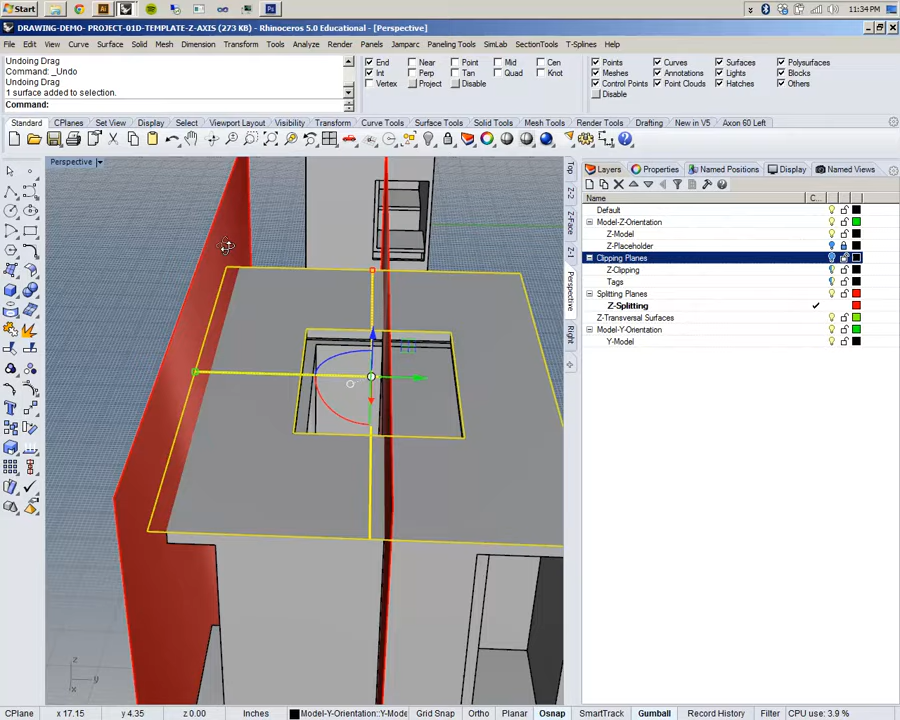 Start
11:34 PM
DRAWING-DEMO- PROJECT-01D-TEMPLATE-Z-AXIS (273 KB) - Rhinoceros 5.0 Educational - [Perspective]
File Edit View Curve Surface Solid Mesh Dimension Transform Tools Analyze Render Panels Jamparc Paneling Tools SimLab SectionTools T-Splines Help
Undoing Drag
Command: _Undo
Undoing Drag
1 surface added to selection.
Command:
End Near Point Mid Cen
Int Perp Tan Quad Knot
Vertex Project Disable
Points Curves Surfaces Polysurfaces
Meshes Annotations Lights Blocks
Control Points Point Clouds Hatches Others
Disable
Standard CPlanes Set View Display Select Viewport Layout Visibility Transform Curve Tools Surface Tools Solid Tools Mesh Tools Render Tools Drafting New in V5 Axon 60 Left
Perspective
Top
Z-2
Z-Face
Z-1
Perspective
Right
Layers Properties Named Positions Display Named Views
Name C...
Default
Model-Z-Orientation
Z-Model
Z-Placeholder
Clipping Planes
Z-Clipping
Tags
Splitting Planes
Z-Splitting
Z-Transversal Surfaces
Model-Y-Orientation
Y-Model
z
y
x
CPlane x 17.15 y 4.35 z 0.00 Inches Model-Y-Orientation::Y-Mode Grid Snap Ortho Planar Osnap SmartTrack Gumball Record History Filter CPU use: 3.9 %